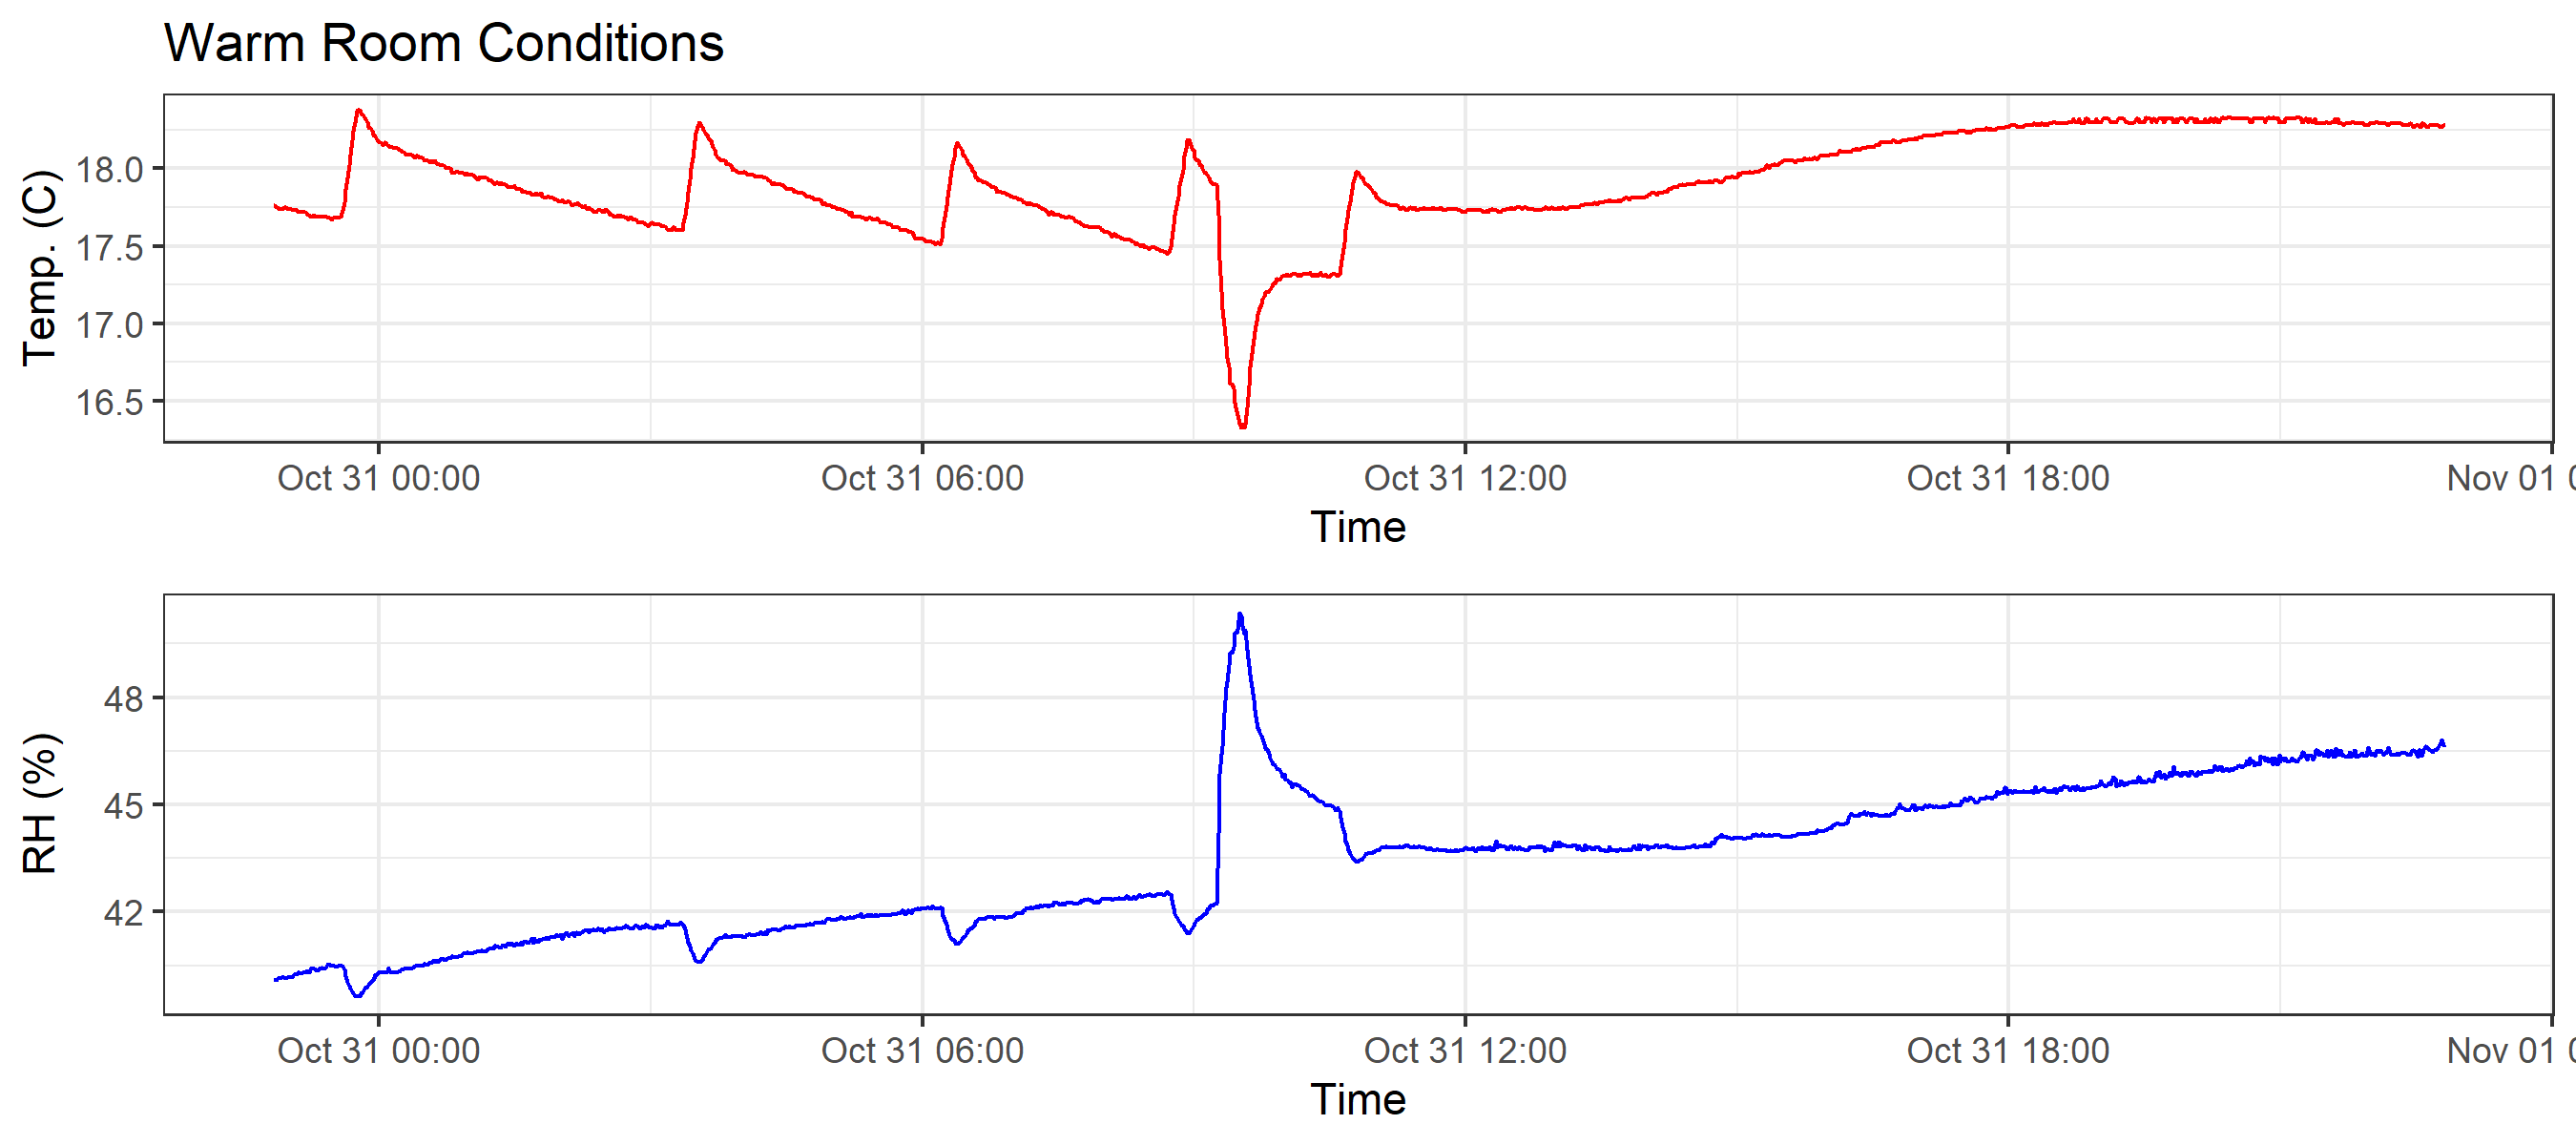 Warm Room Conditions
Temp. (C)
18.0
17.5
17.0
16.5
Oct 31 00:00 Oct 31 06:00 Oct 31 12:00 Oct 31 18:00 Nov 01 0
Time
RH (%)
48
45
42
Oct 31 00:00 Oct 31 06:00 Oct 31 12:00 Oct 31 18:00 Nov 01 0
Time